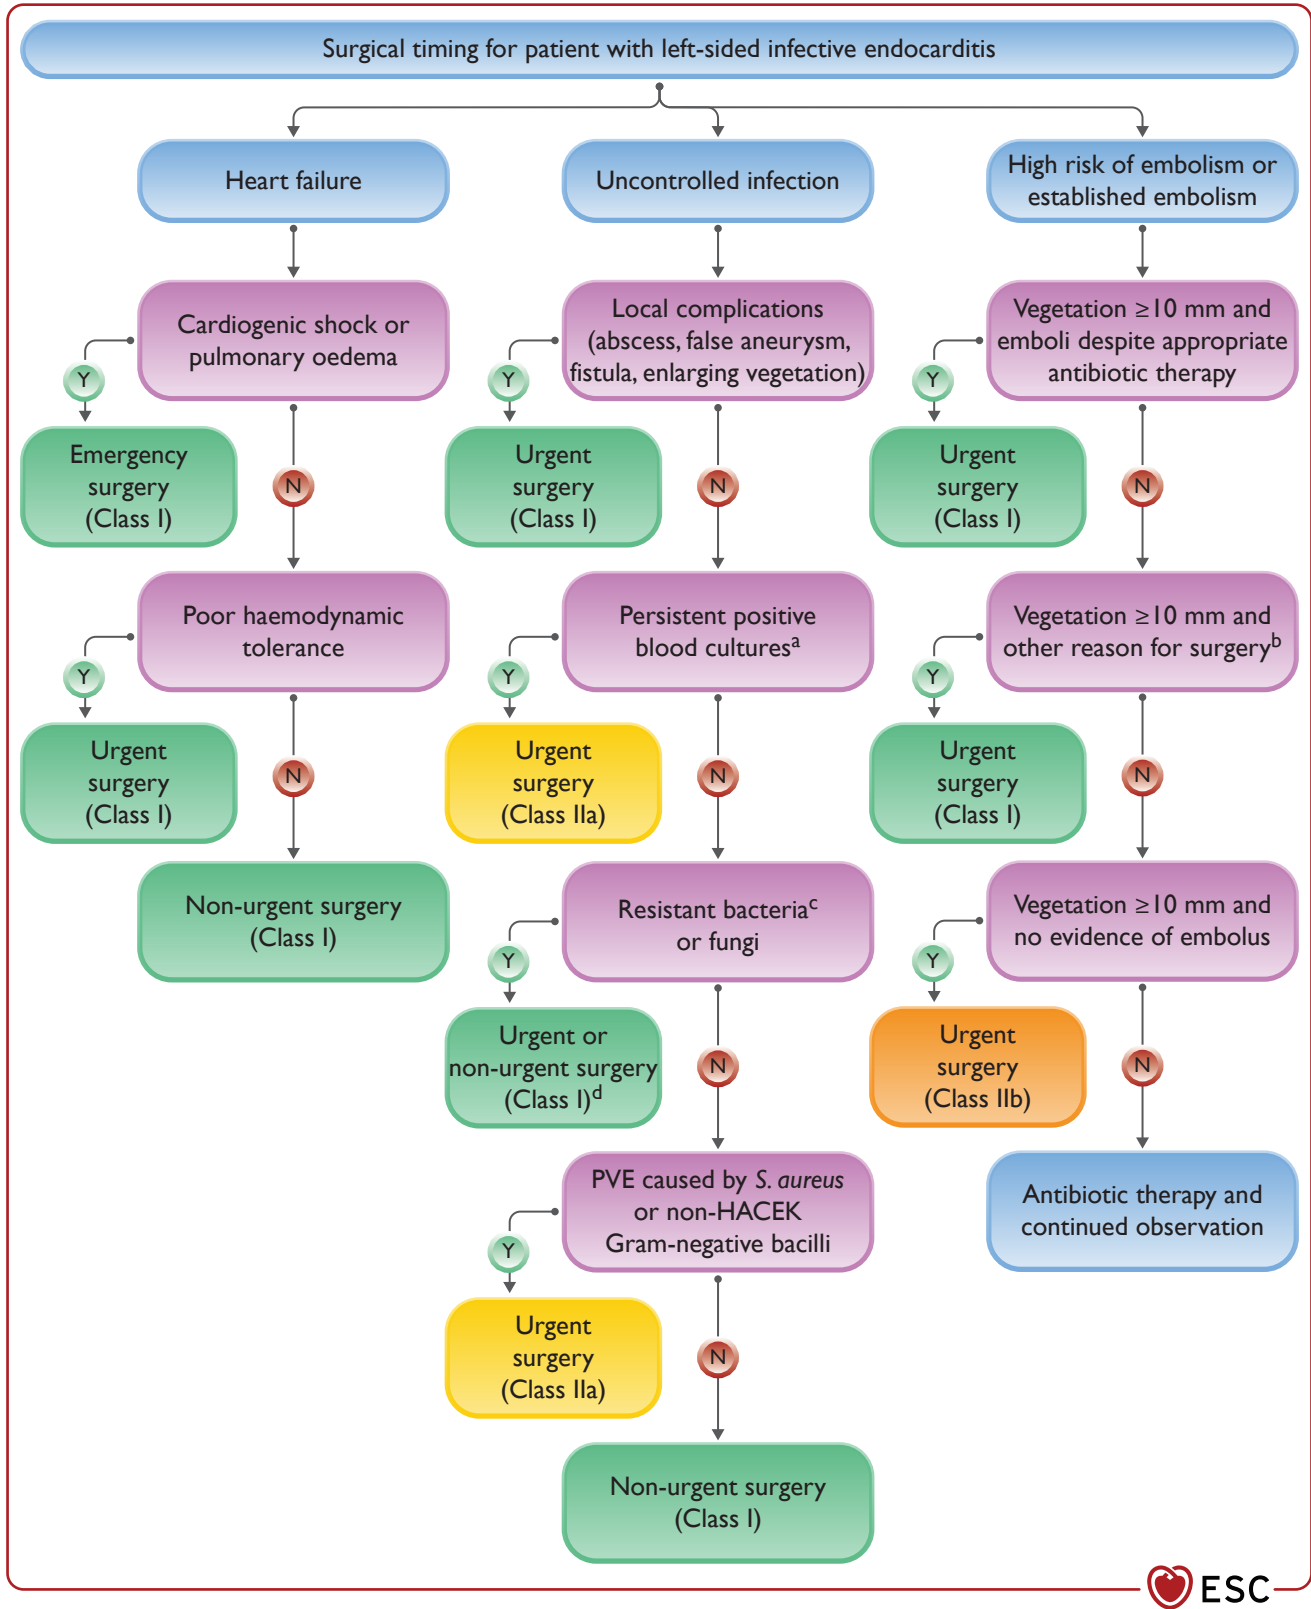 Surgical timing for patient with left-sided infective endocarditis
Heart failure
Uncontrolled infection
High risk of embolism or
established embolism
Cardiogenic shock or
pulmonary oedema
Y
Emergency
surgery
(Class I)
N
Poor haemodynamic
tolerance
Y
Urgent
surgery
(Class I)
N
Non-urgent surgery
(Class I)
Local complications
(abscess, false aneurysm,
fistula, enlarging vegetation)
Y
Urgent
surgery
(Class I)
N
Persistent positive
blood culturesᵃ
Y
Urgent
surgery
(Class IIa)
N
Resistant bacteriaᶜ
or fungi
Y
Urgent or
non-urgent surgery
(Class I)ᵈ
N
PVE caused by S. aureus
or non-HACEK
Gram-negative bacilli
Y
Urgent
surgery
(Class IIa)
N
Non-urgent surgery
(Class I)
Vegetation ≥10 mm and
emboli despite appropriate
antibiotic therapy
Y
Urgent
surgery
(Class I)
N
Vegetation ≥10 mm and
other reason for surgeryᵇ
Y
Urgent
surgery
(Class I)
N
Vegetation ≥10 mm and
no evidence of embolus
Y
Urgent
surgery
(Class IIb)
N
Antibiotic therapy and
continued observation
ESC